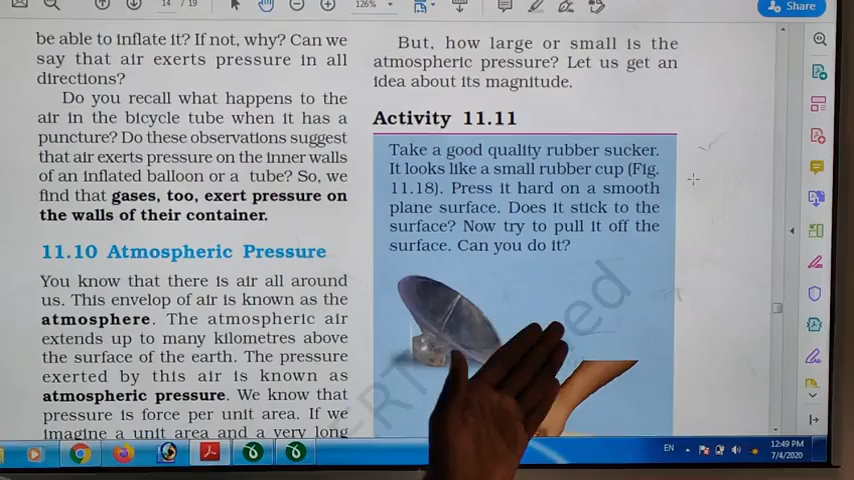 14 / 19
126%
Share
be able to inflate it? If not, why? Can we
say that air exerts pressure in all
directions?
Do you recall what happens to the
air in the bicycle tube when it has a
puncture? Do these observations suggest
that air exerts pressure on the inner walls
of an inflated balloon or a tube? So, we
find that gases, too, exert pressure on
the walls of their container.
11.10 Atmospheric Pressure
You know that there is air all around
us. This envelop of air is known as the
atmosphere. The atmospheric air
extends up to many kilometres above
the surface of the earth. The pressure
exerted by this air is known as
atmospheric pressure. We know that
pressure is force per unit area. If we
imagine a unit area and a very long
But, how large or small is the
atmospheric pressure? Let us get an
idea about its magnitude.
Activity 11.11
Take a good quality rubber sucker.
It looks like a small rubber cup (Fig.
11.18). Press it hard on a smooth
plane surface. Does it stick to the
surface? Now try to pull it off the
surface. Can you do it?
EN
12:49 PM
7/4/2020